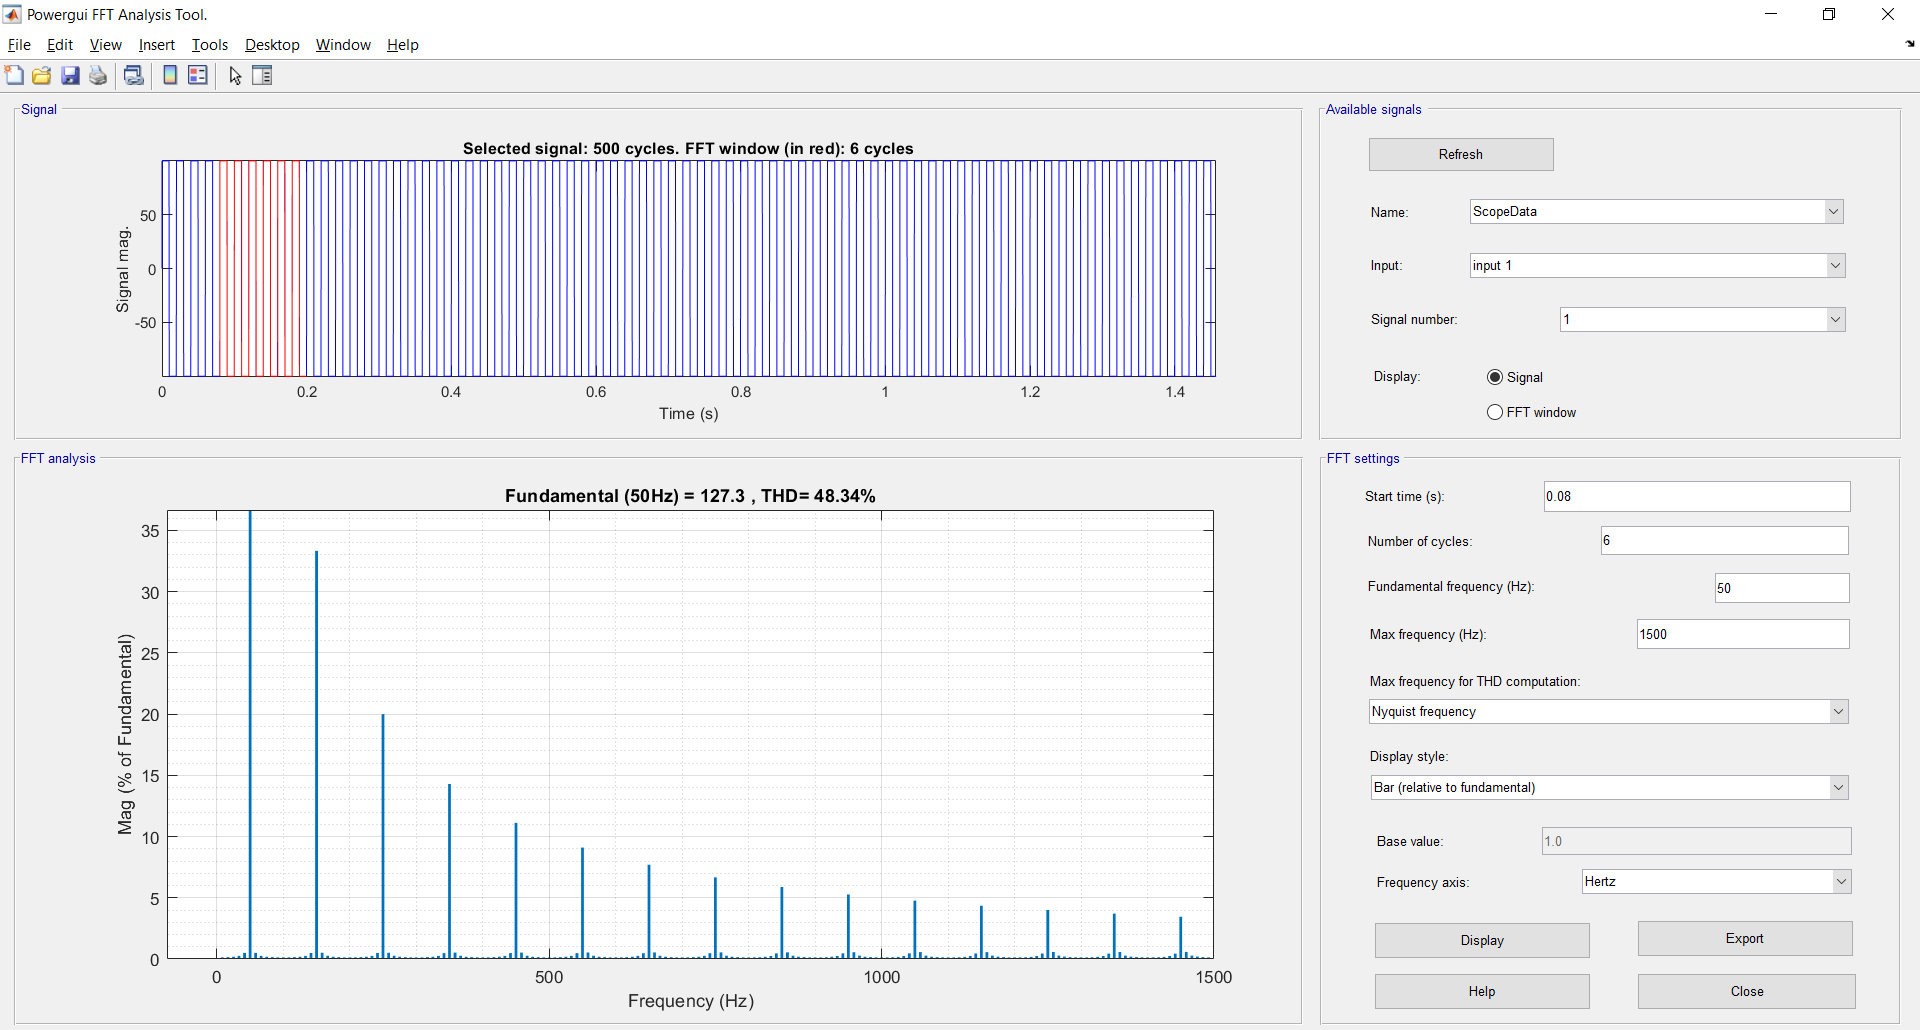 Powergui FFT Analysis Tool.
File Edit View Insert Tools Desktop Window Help
Signal
Selected signal: 500 cycles. FFT window (in red): 6 cycles
Signal mag.
50
0
-50
0 0.2 0.4 0.6 0.8 1 1.2 1.4
Time (s)
Available signals
Refresh
Name: ScopeData
Input: input 1
Signal number: 1
Display: Signal
FFT window
FFT analysis
Fundamental (50Hz) = 127.3 , THD= 48.34%
Mag (% of Fundamental)
35
30
25
20
15
10
5
0
0 500 1000 1500
Frequency (Hz)
FFT settings
Start time (s): 0.08
Number of cycles: 6
Fundamental frequency (Hz): 50
Max frequency (Hz): 1500
Max frequency for THD computation:
Nyquist frequency
Display style:
Bar (relative to fundamental)
Base value: 1.0
Frequency axis: Hertz
Display Export
Help Close